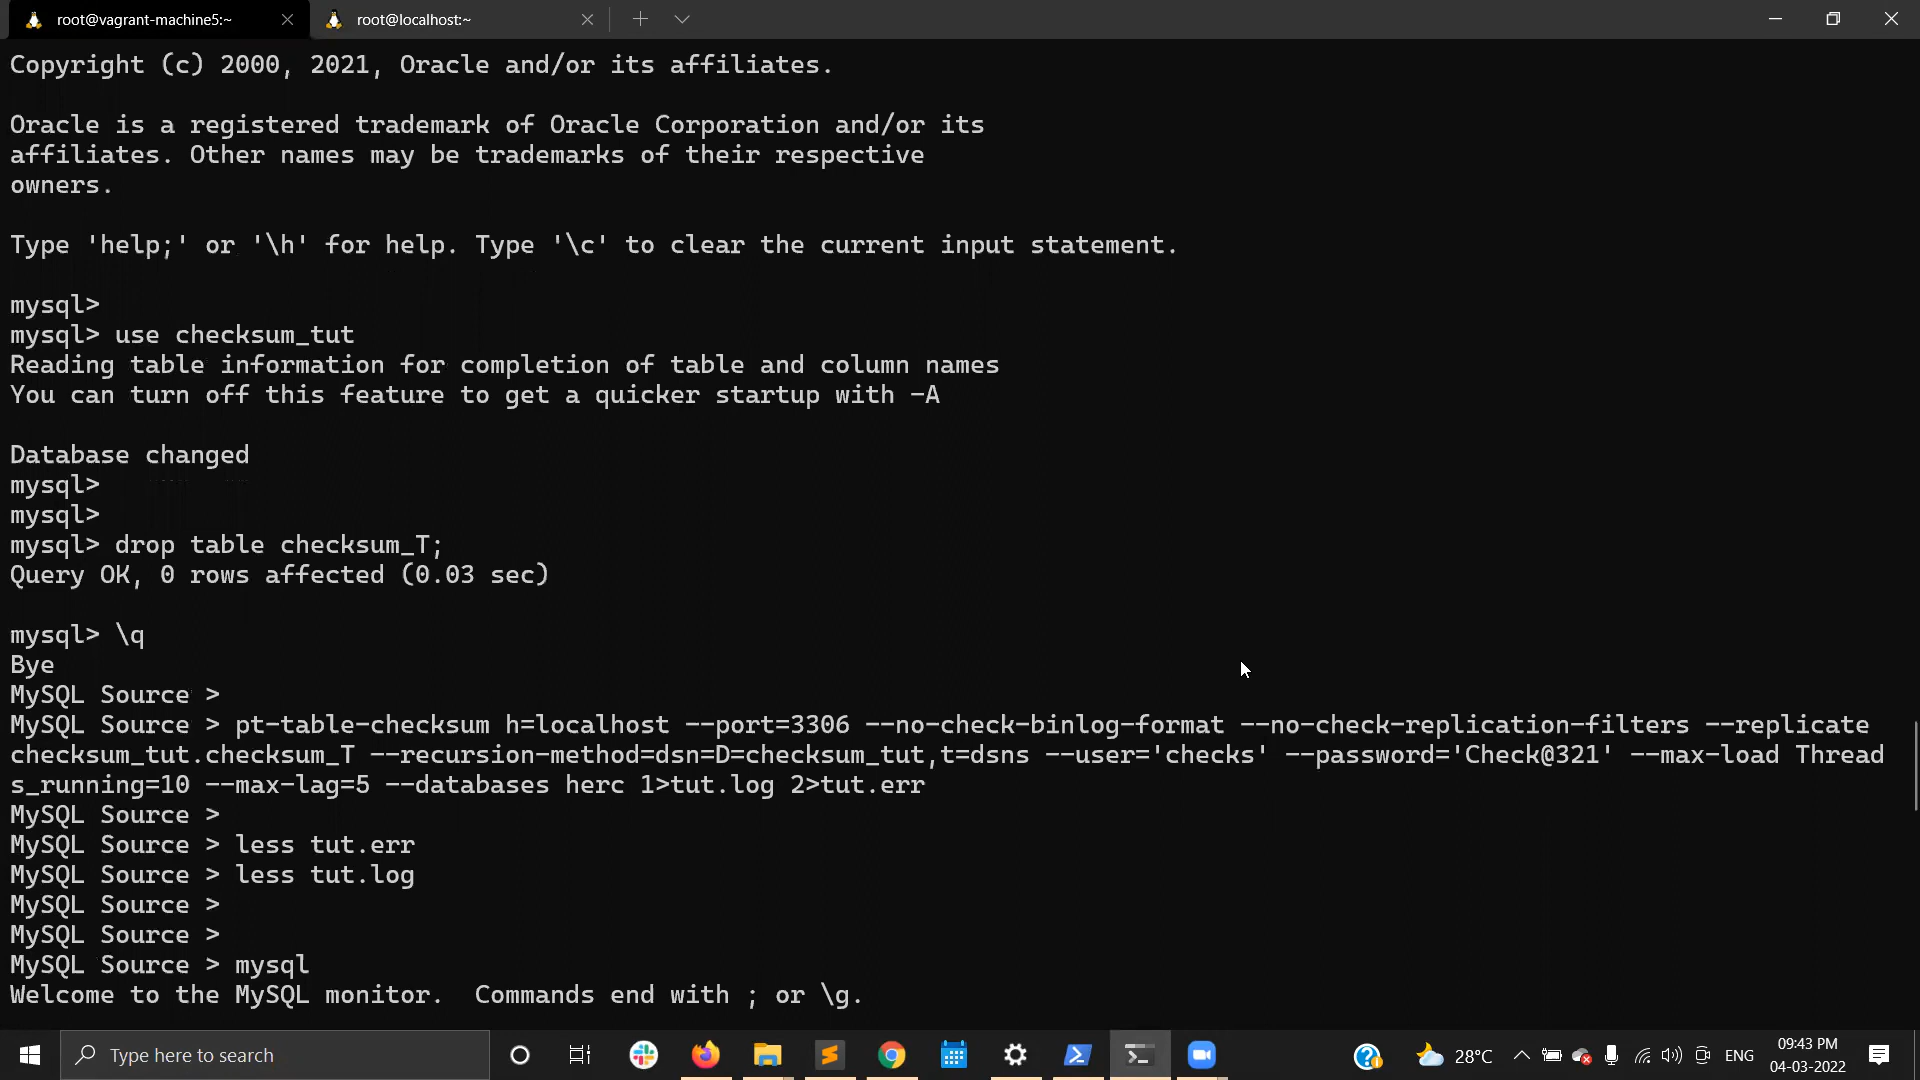 root@vagrant-machine5:~
root@localhost:~
Copyright (c) 2000, 2021, Oracle and/or its affiliates.
Oracle is a registered trademark of Oracle Corporation and/or its
affiliates. Other names may be trademarks of their respective
owners.
Type 'help;' or '\h' for help. Type '\c' to clear the current input statement.
mysql>
mysql> use checksum_tut
Reading table information for completion of table and column names
You can turn off this feature to get a quicker startup with -A
Database changed
mysql>
mysql>
mysql> drop table checksum_T;
Query OK, 0 rows affected (0.03 sec)
mysql> \q
Bye
MySQL Source >
MySQL Source > pt-table-checksum h=localhost --port=3306 --no-check-binlog-format --no-check-replication-filters --replicate
checksum_tut.checksum_T --recursion-method=dsn=D=checksum_tut,t=dsns --user='checks' --password='Check@321' --max-load Thread
s_running=10 --max-lag=5 --databases herc 1>tut.log 2>tut.err
MySQL Source >
MySQL Source > less tut.err
MySQL Source > less tut.log
MySQL Source >
MySQL Source >
MySQL Source > mysql
Welcome to the MySQL monitor.  Commands end with ; or \g.
Type here to search
28°C
ENG
09:43 PM
04-03-2022